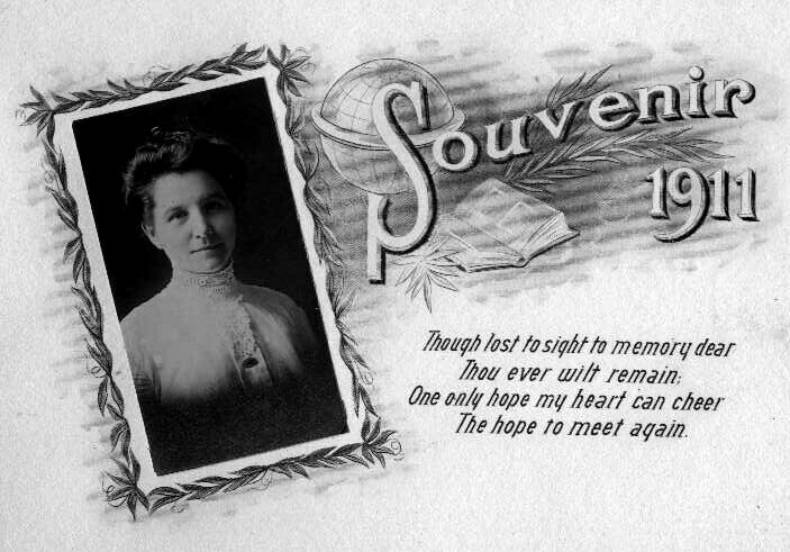 Souvenir
1911
Though lost to sight to memory dear
Thou ever wilt remain;
One only hope my heart can cheer
The hope to meet again.